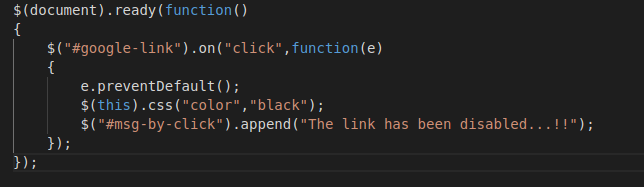 $(document).ready(function()
{
    $("#google-link").on("click",function(e)
    {
        e.preventDefault();
        $(this).css("color","black");
        $("#msg-by-click").append("The link has been disabled...!!");
    });
});